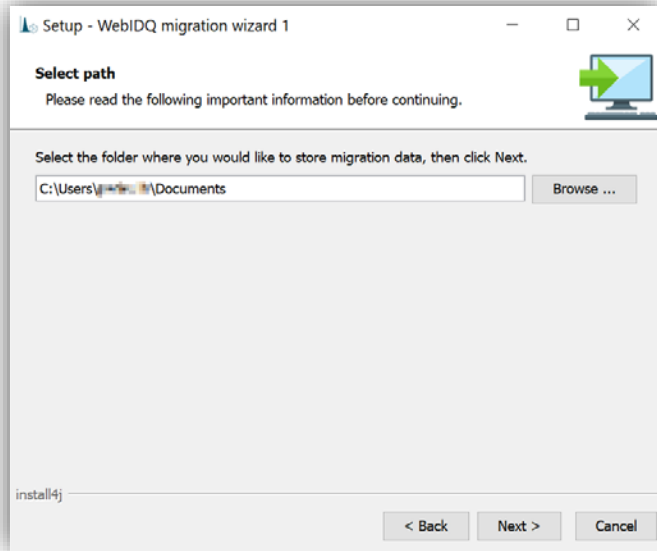 Setup - WebIDQ migration wizard 1
Select path
Please read the following important information before continuing.
Select the folder where you would like to store migration data, then click Next.
C:\Users\ \Documents
Browse ...
install4j
< Back
Next >
Cancel